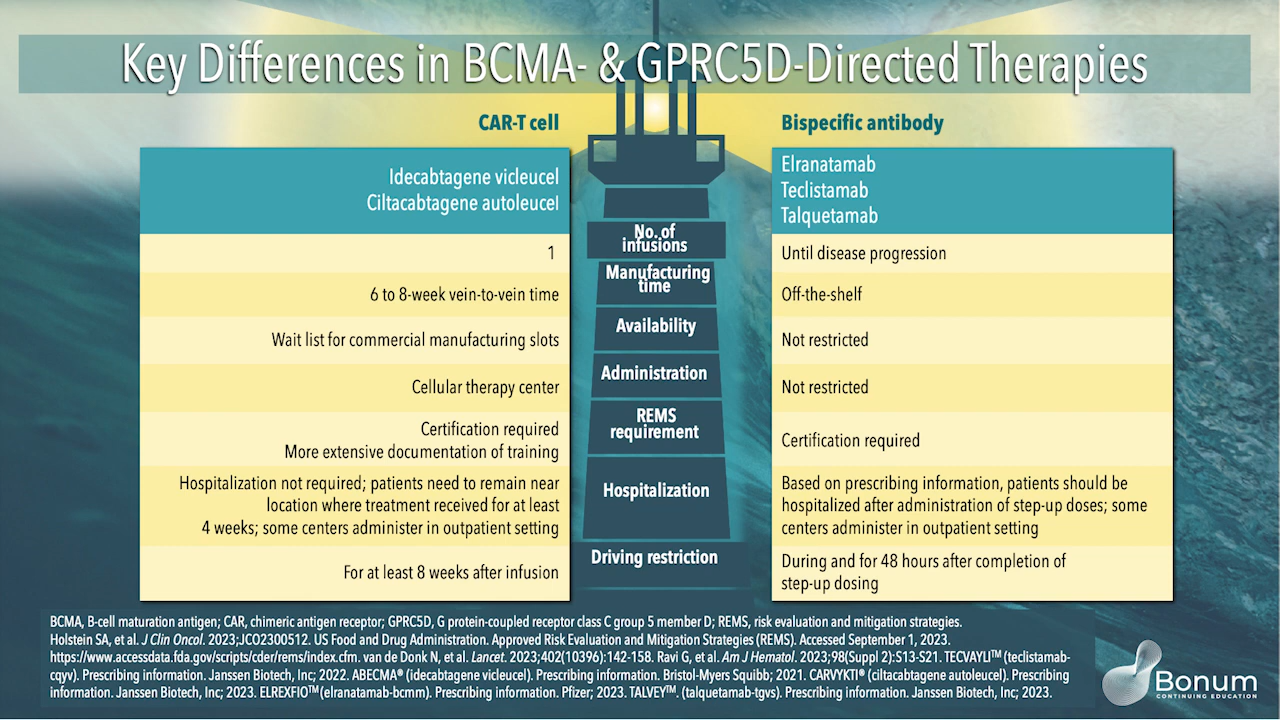 Key Differences in BCMA- & GPRC5D-Directed Therapies
CAR-T cell
Bispecific antibody
Idecabtagene vicleucel
Ciltacabtagene autoleucel
Elranatamab
Teclistamab
Talquetamab
1
No. of
infusions
Until disease progression
6 to 8-week vein-to-vein time
Manufacturing
time
Off-the-shelf
Wait list for commercial manufacturing slots
Availability
Not restricted
Cellular therapy center
Administration
Not restricted
Certification required
More extensive documentation of training
REMS
requirement
Certification required
Hospitalization not required; patients need to remain near
location where treatment received for at least
4 weeks; some centers administer in outpatient setting
Hospitalization
Based on prescribing information, patients should be
hospitalized after administration of step-up doses; some
centers administer in outpatient setting
For at least 8 weeks after infusion
Driving restriction
During and for 48 hours after completion of
step-up dosing
BCMA, B-cell maturation antigen; CAR, chimeric antigen receptor; GPRC5D, G protein-coupled receptor class C group 5 member D; REMS, risk evaluation and mitigation strategies.
Holstein SA, et al. J Clin Oncol. 2023;JCO2300512. US Food and Drug Administration. Approved Risk Evaluation and Mitigation Strategies (REMS). Accessed September 1, 2023.
https://www.accessdata.fda.gov/scripts/cder/rems/index.cfm. van de Donk N, et al. Lancet. 2023;402(10396):142-158. Ravi G, et al. Am J Hematol. 2023;98(Suppl 2):S13-S21. TECVAYLI™ (teclistamab-
cqyv). Prescribing information. Janssen Biotech, Inc; 2022. ABECMA® (idecabtagene vicleucel). Prescribing information. Bristol-Myers Squibb; 2021. CARVYKTI® (ciltacabtagene autoleucel). Prescribing
information. Janssen Biotech, Inc; 2023. ELREXFIO™ (elranatamab-bcmm). Prescribing information. Pfizer; 2023. TALVEY™. (talquetamab-tgvs). Prescribing information. Janssen Biotech, Inc; 2023.
Bonum
CONTINUING EDUCATION